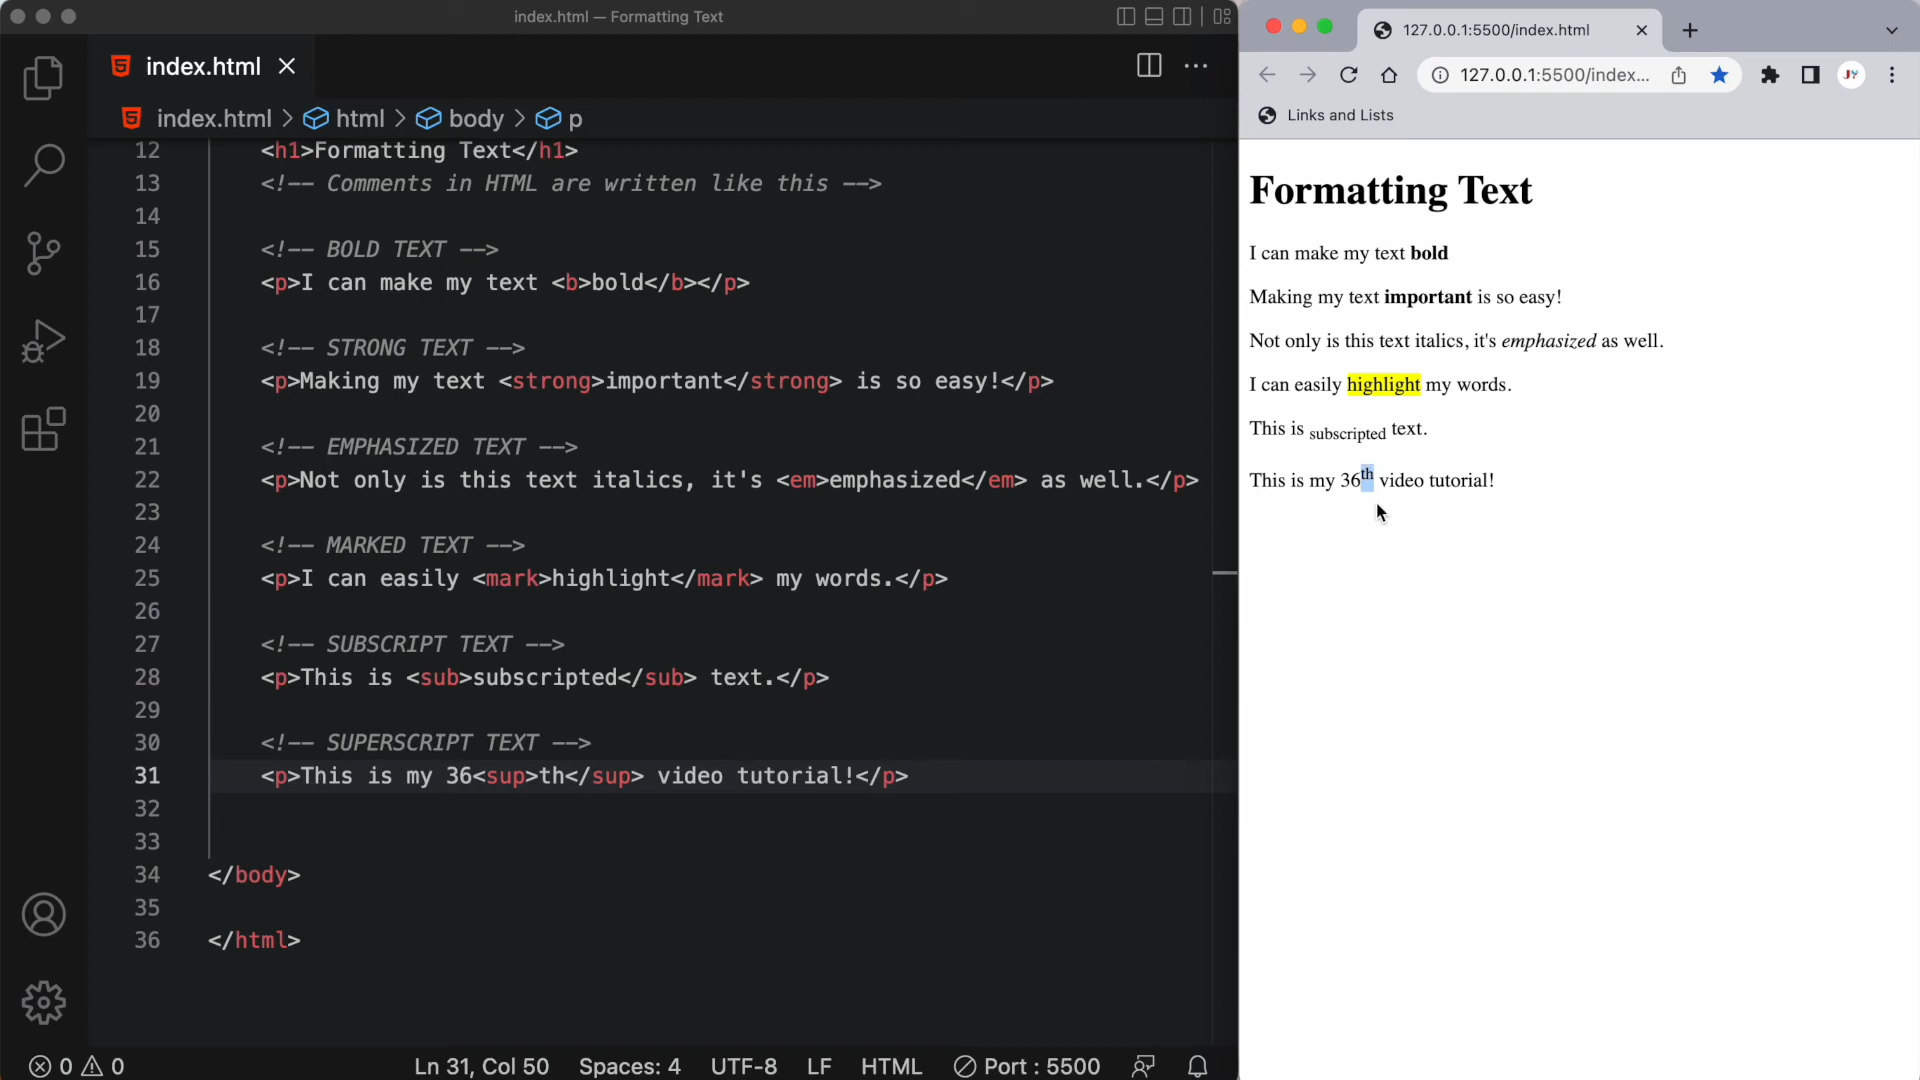 index.html — Formatting Text
index.html
index.html > html > body > p
12 <h1>Formatting Text</h1>
13 <!-- Comments in HTML are written like this -->
14
15 <!-- BOLD TEXT -->
16 <p>I can make my text <b>bold</b></p>
17
18 <!-- STRONG TEXT -->
19 <p>Making my text <strong>important</strong> is so easy!</p>
20
21 <!-- EMPHASIZED TEXT -->
22 <p>Not only is this text italics, it's <em>emphasized</em> as well.</p>
23
24 <!-- MARKED TEXT -->
25 <p>I can easily <mark>highlight</mark> my words.</p>
26
27 <!-- SUBSCRIPT TEXT -->
28 <p>This is <sub>subscripted</sub> text.</p>
29
30 <!-- SUPERSCRIPT TEXT -->
31 <p>This is my 36<sup>th</sup> video tutorial!</p>
32
33
34 </body>
35
36 </html>
0 0 Ln 31, Col 50 Spaces: 4 UTF-8 LF HTML Port : 5500
127.0.0.1:5500/index.html
127.0.0.1:5500/index... JY
Links and Lists
Formatting Text
I can make my text bold
Making my text important is so easy!
Not only is this text italics, it's emphasized as well.
I can easily highlight my words.
This is subscripted text.
This is my 36th video tutorial!